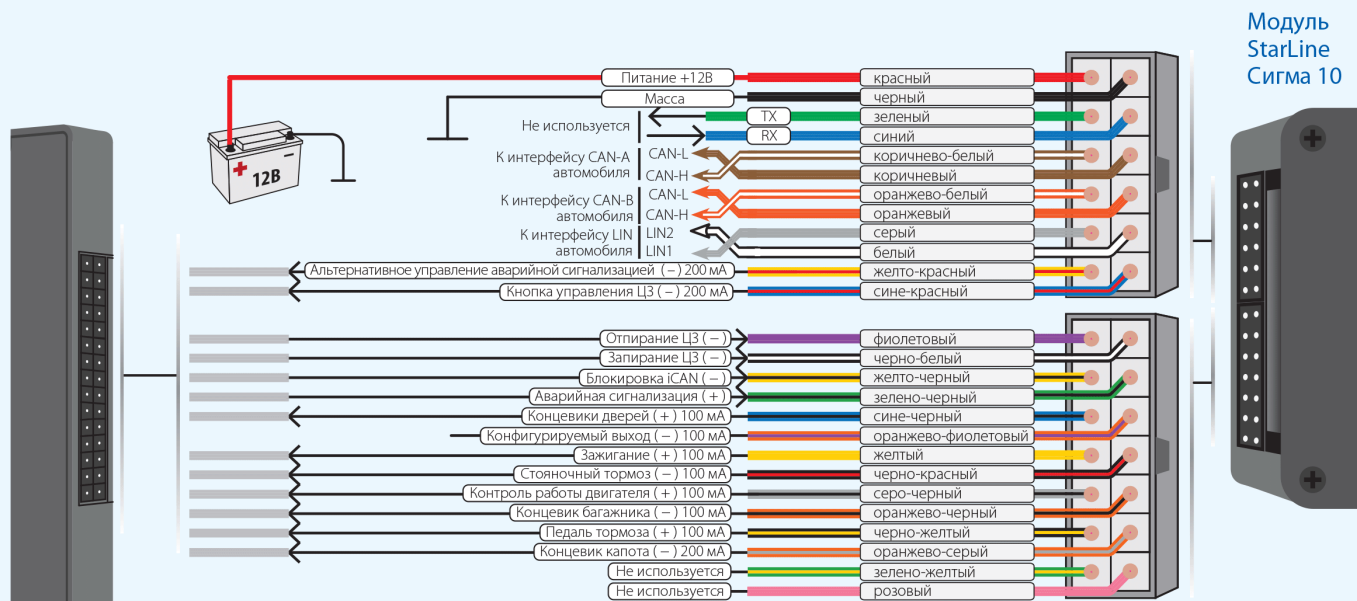 Модуль
StarLine
Сигма 10
Питание +12В красный
Масса черный
Не используется TX зеленый
RX синий
К интерфейсу CAN-A
автомобиля
CAN-L коричнево-белый
CAN-H коричневый
К интерфейсу CAN-B
автомобиля
CAN-L оранжево-белый
CAN-H оранжевый
К интерфейсу LIN
автомобиля
LIN2 серый
LIN1 белый
12В
Альтернативное управление аварийной сигнализацией (−) 200 мА желто-красный
Кнопка управления ЦЗ (−) 200 мА сине-красный
Отпирание ЦЗ (−) фиолетовый
Запирание ЦЗ (−) черно-белый
Блокировка iCAN (−) желто-черный
Аварийная сигнализация (+) зелено-черный
Концевики дверей (+) 100 мА сине-черный
Конфигурируемый выход (−) 100 мА оранжево-фиолетовый
Зажигание (+) 100 мА желтый
Стояночный тормоз (−) 100 мА черно-красный
Контроль работы двигателя (+) 100 мА серо-черный
Концевик багажника (−) 100 мА оранжево-черный
Педаль тормоза (+) 100 мА черно-желтый
Концевик капота (−) 200 мА оранжево-серый
Не используется зелено-желтый
Не используется розовый